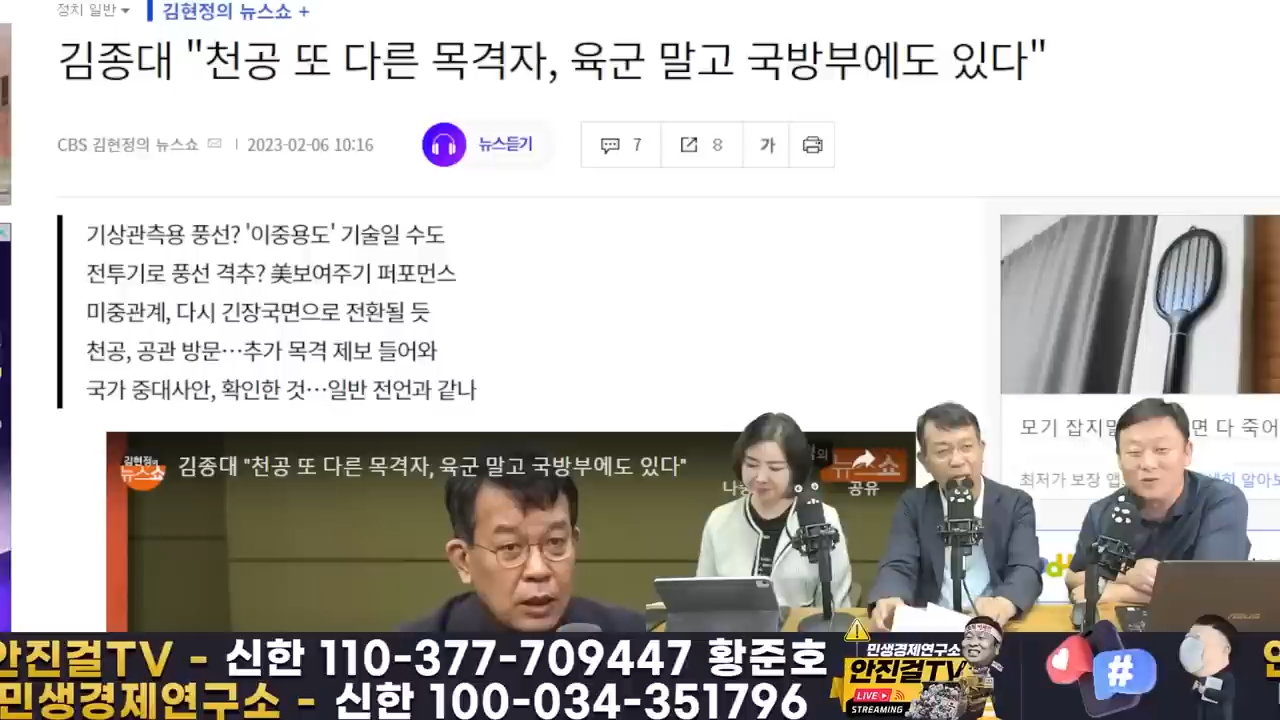 정치 일반
김현정의 뉴스쇼 +
김종대 "천공 또 다른 목격자, 육군 말고 국방부에도 있다"
CBS 김현정의 뉴스쇼 2023-02-06 10:16
뉴스듣기
7
8
가
기상관측용 풍선? '이중용도' 기술일 수도
전투기로 풍선 격추? 美보여주기 퍼포먼스
미중관계, 다시 긴장국면으로 전환될 듯
천공, 공관 방문…추가 목격 제보 들어와
국가 중대사안, 확인한 것…일반 전언과 같나
모기 잡지 면 다 죽어
최저가 보장
김현정의
뉴스쇼
김종대 "천공 또 다른 목격자, 육군 말고 국방부에도 있다"
뉴스쇼
공유
안진걸TV - 신한 110-377-709447 황준호
민생경제연구소 - 신한 100-034-351796
민생경제연구소
안진걸TV
LIVE
STREAMING
#